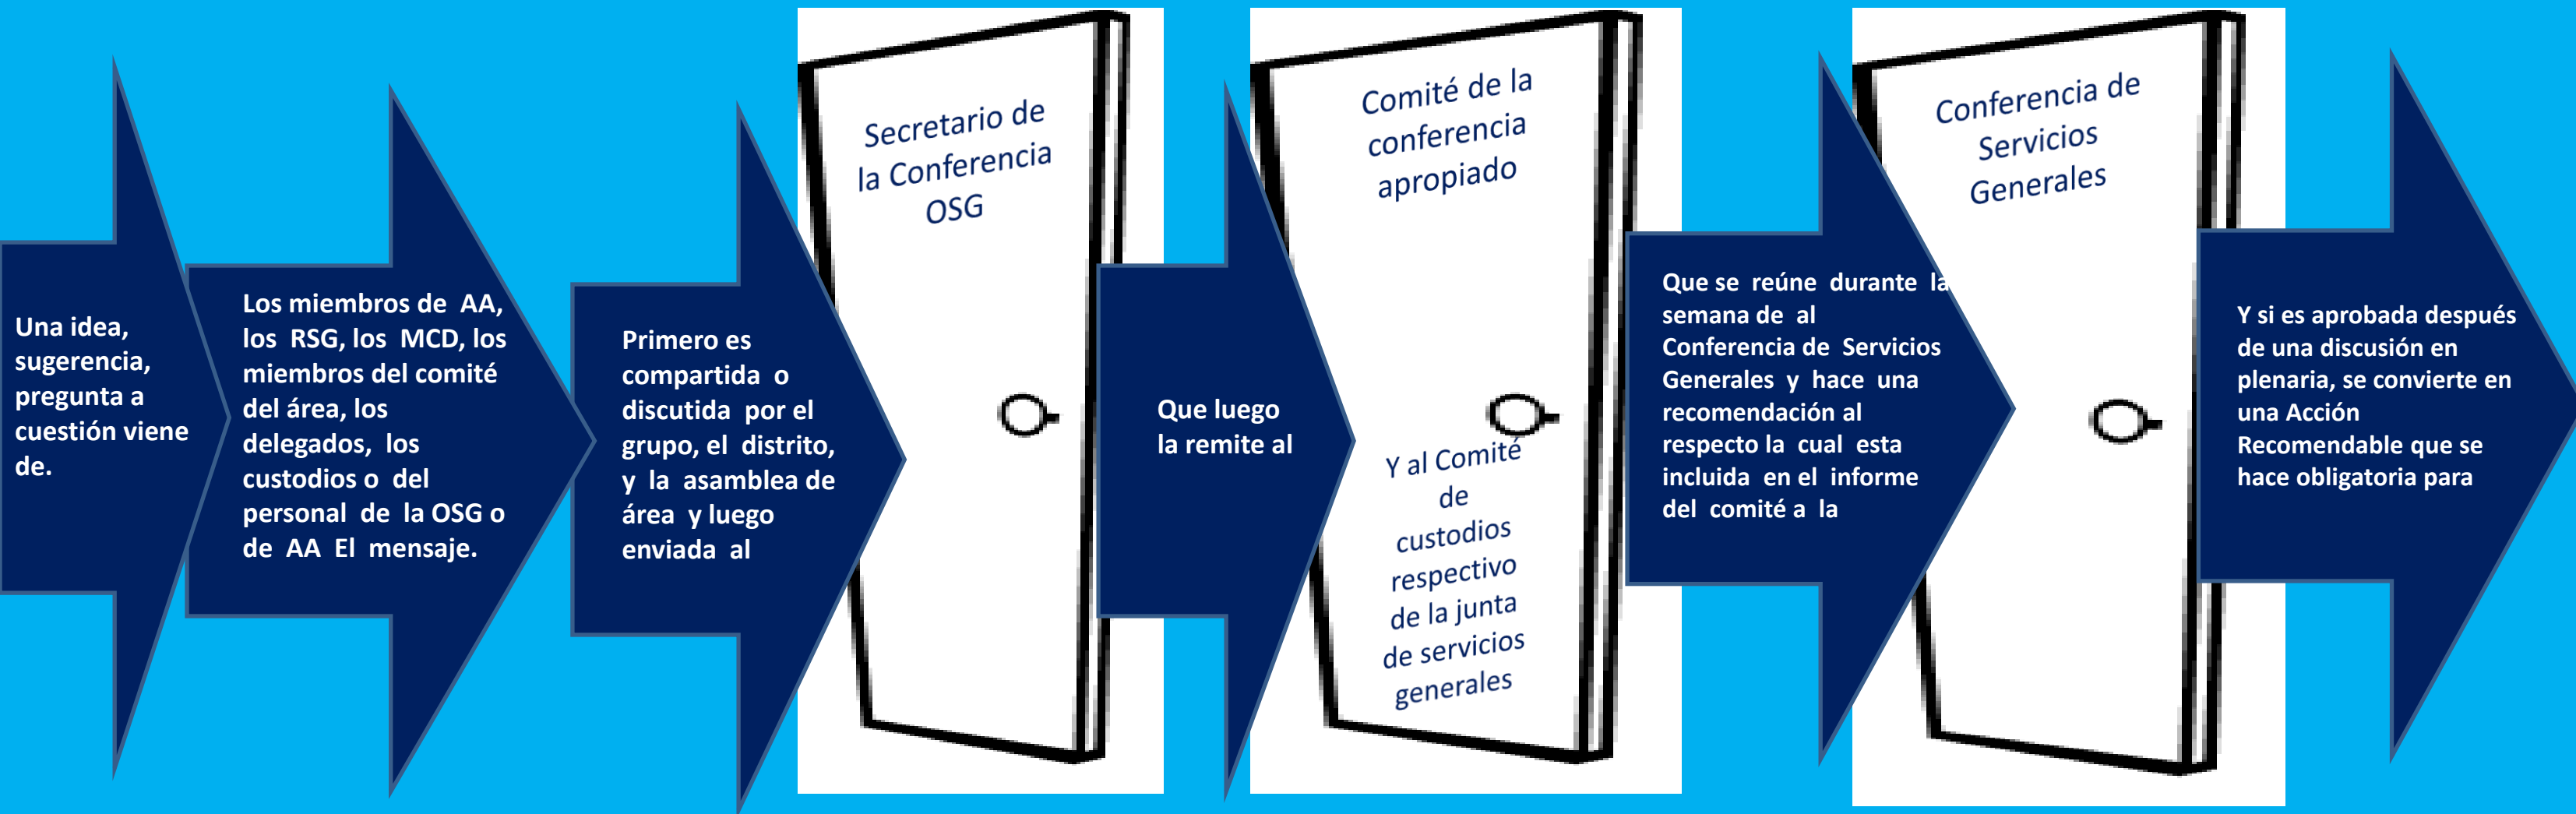 Una idea,
sugerencia,
pregunta a
cuestión viene
de.
Los miembros de AA,
los RSG, los MCD, los
miembros del comité
del área, los
delegados, los
custodios o del
personal de la OSG o
de AA El mensaje.
Primero es
compartida o
discutida por el
grupo, el distrito,
y la asamblea de
área y luego
enviada al
Secretario de
la Conferencia
OSG
Que luego
la remite al
Comité de la
conferencia
apropiado
Y al Comité
de
custodios
respectivo
de la junta
de servicios
generales
Que se reúne durante la
semana de al
Conferencia de Servicios
Generales y hace una
recomendación al
respecto la cual esta
incluida en el informe
del comité a la
Conferencia de
Servicios
Generales
Y si es aprobada después
de una discusión en
plenaria, se convierte en
una Acción
Recomendable que se
hace obligatoria para